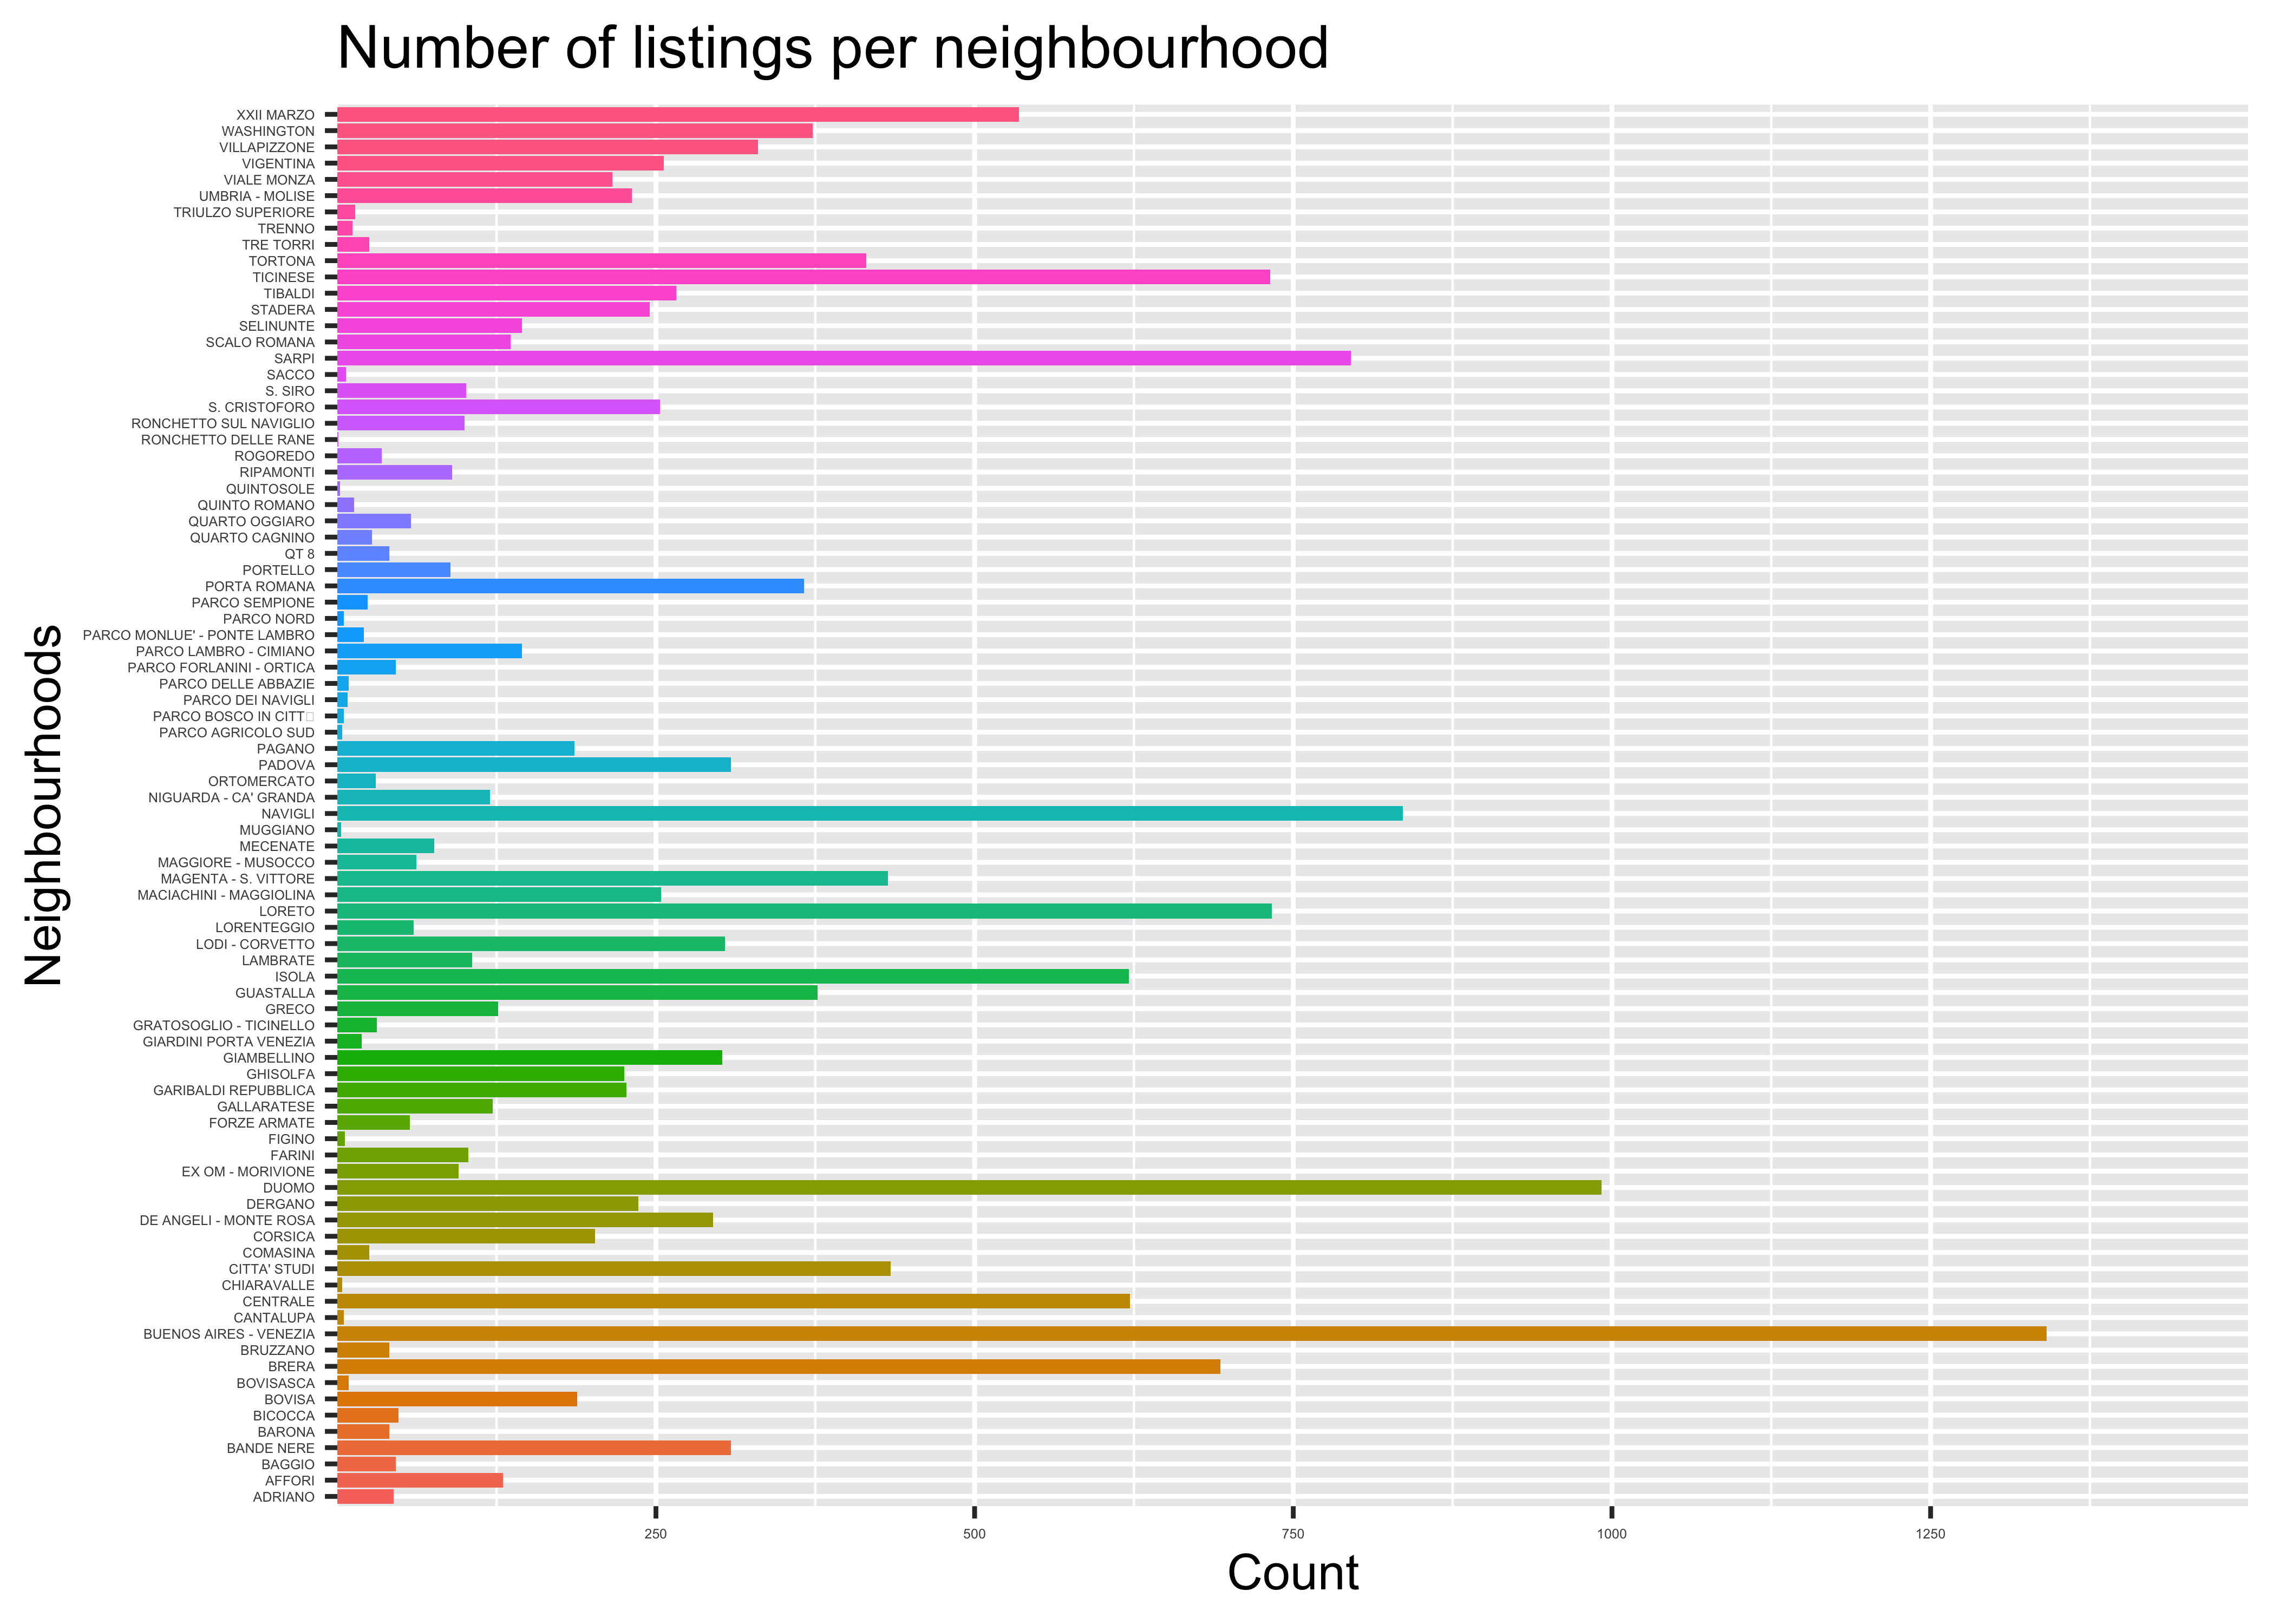 Number of listings per neighbourhood
XXII MARZO
WASHINGTON
VILLAPIZZONE
VIGENTINA
VIALE MONZA
UMBRIA - MOLISE
TRIULZO SUPERIORE
TRENNO
TRE TORRI
TORTONA
TICINESE
TIBALDI
STADERA
SELINUNTE
SCALO ROMANA
SARPI
SACCO
S. SIRO
S. CRISTOFORO
RONCHETTO SUL NAVIGLIO
RONCHETTO DELLE RANE
ROGOREDO
RIPAMONTI
QUINTOSOLE
QUINTO ROMANO
QUARTO OGGIARO
QUARTO CAGNINO
QT 8
PORTELLO
PORTA ROMANA
PARCO SEMPIONE
PARCO NORD
PARCO MONLUE' - PONTE LAMBRO
PARCO LAMBRO - CIMIANO
PARCO FORLANINI - ORTICA
PARCO DELLE ABBAZIE
PARCO DEI NAVIGLI
PARCO BOSCO IN CITT□
PARCO AGRICOLO SUD
PAGANO
PADOVA
ORTOMERCATO
NIGUARDA - CA' GRANDA
NAVIGLI
MUGGIANO
MECENATE
MAGGIORE - MUSOCCO
MAGENTA - S. VITTORE
MACIACHINI - MAGGIOLINA
LORETO
LORENTEGGIO
LODI - CORVETTO
LAMBRATE
ISOLA
GUASTALLA
GRECO
GRATOSOGLIO - TICINELLO
GIARDINI PORTA VENEZIA
GIAMBELLINO
GHISOLFA
GARIBALDI REPUBBLICA
GALLARATESE
FORZE ARMATE
FIGINO
FARINI
EX OM - MORIVIONE
DUOMO
DERGANO
DE ANGELI - MONTE ROSA
CORSICA
COMASINA
CITTA' STUDI
CHIARAVALLE
CENTRALE
CANTALUPA
BUENOS AIRES - VENEZIA
BRUZZANO
BRERA
BOVISASCA
BOVISA
BICOCCA
BARONA
BANDE NERE
BAGGIO
AFFORI
ADRIANO
Neighbourhoods
250 500 750 1000 1250
Count